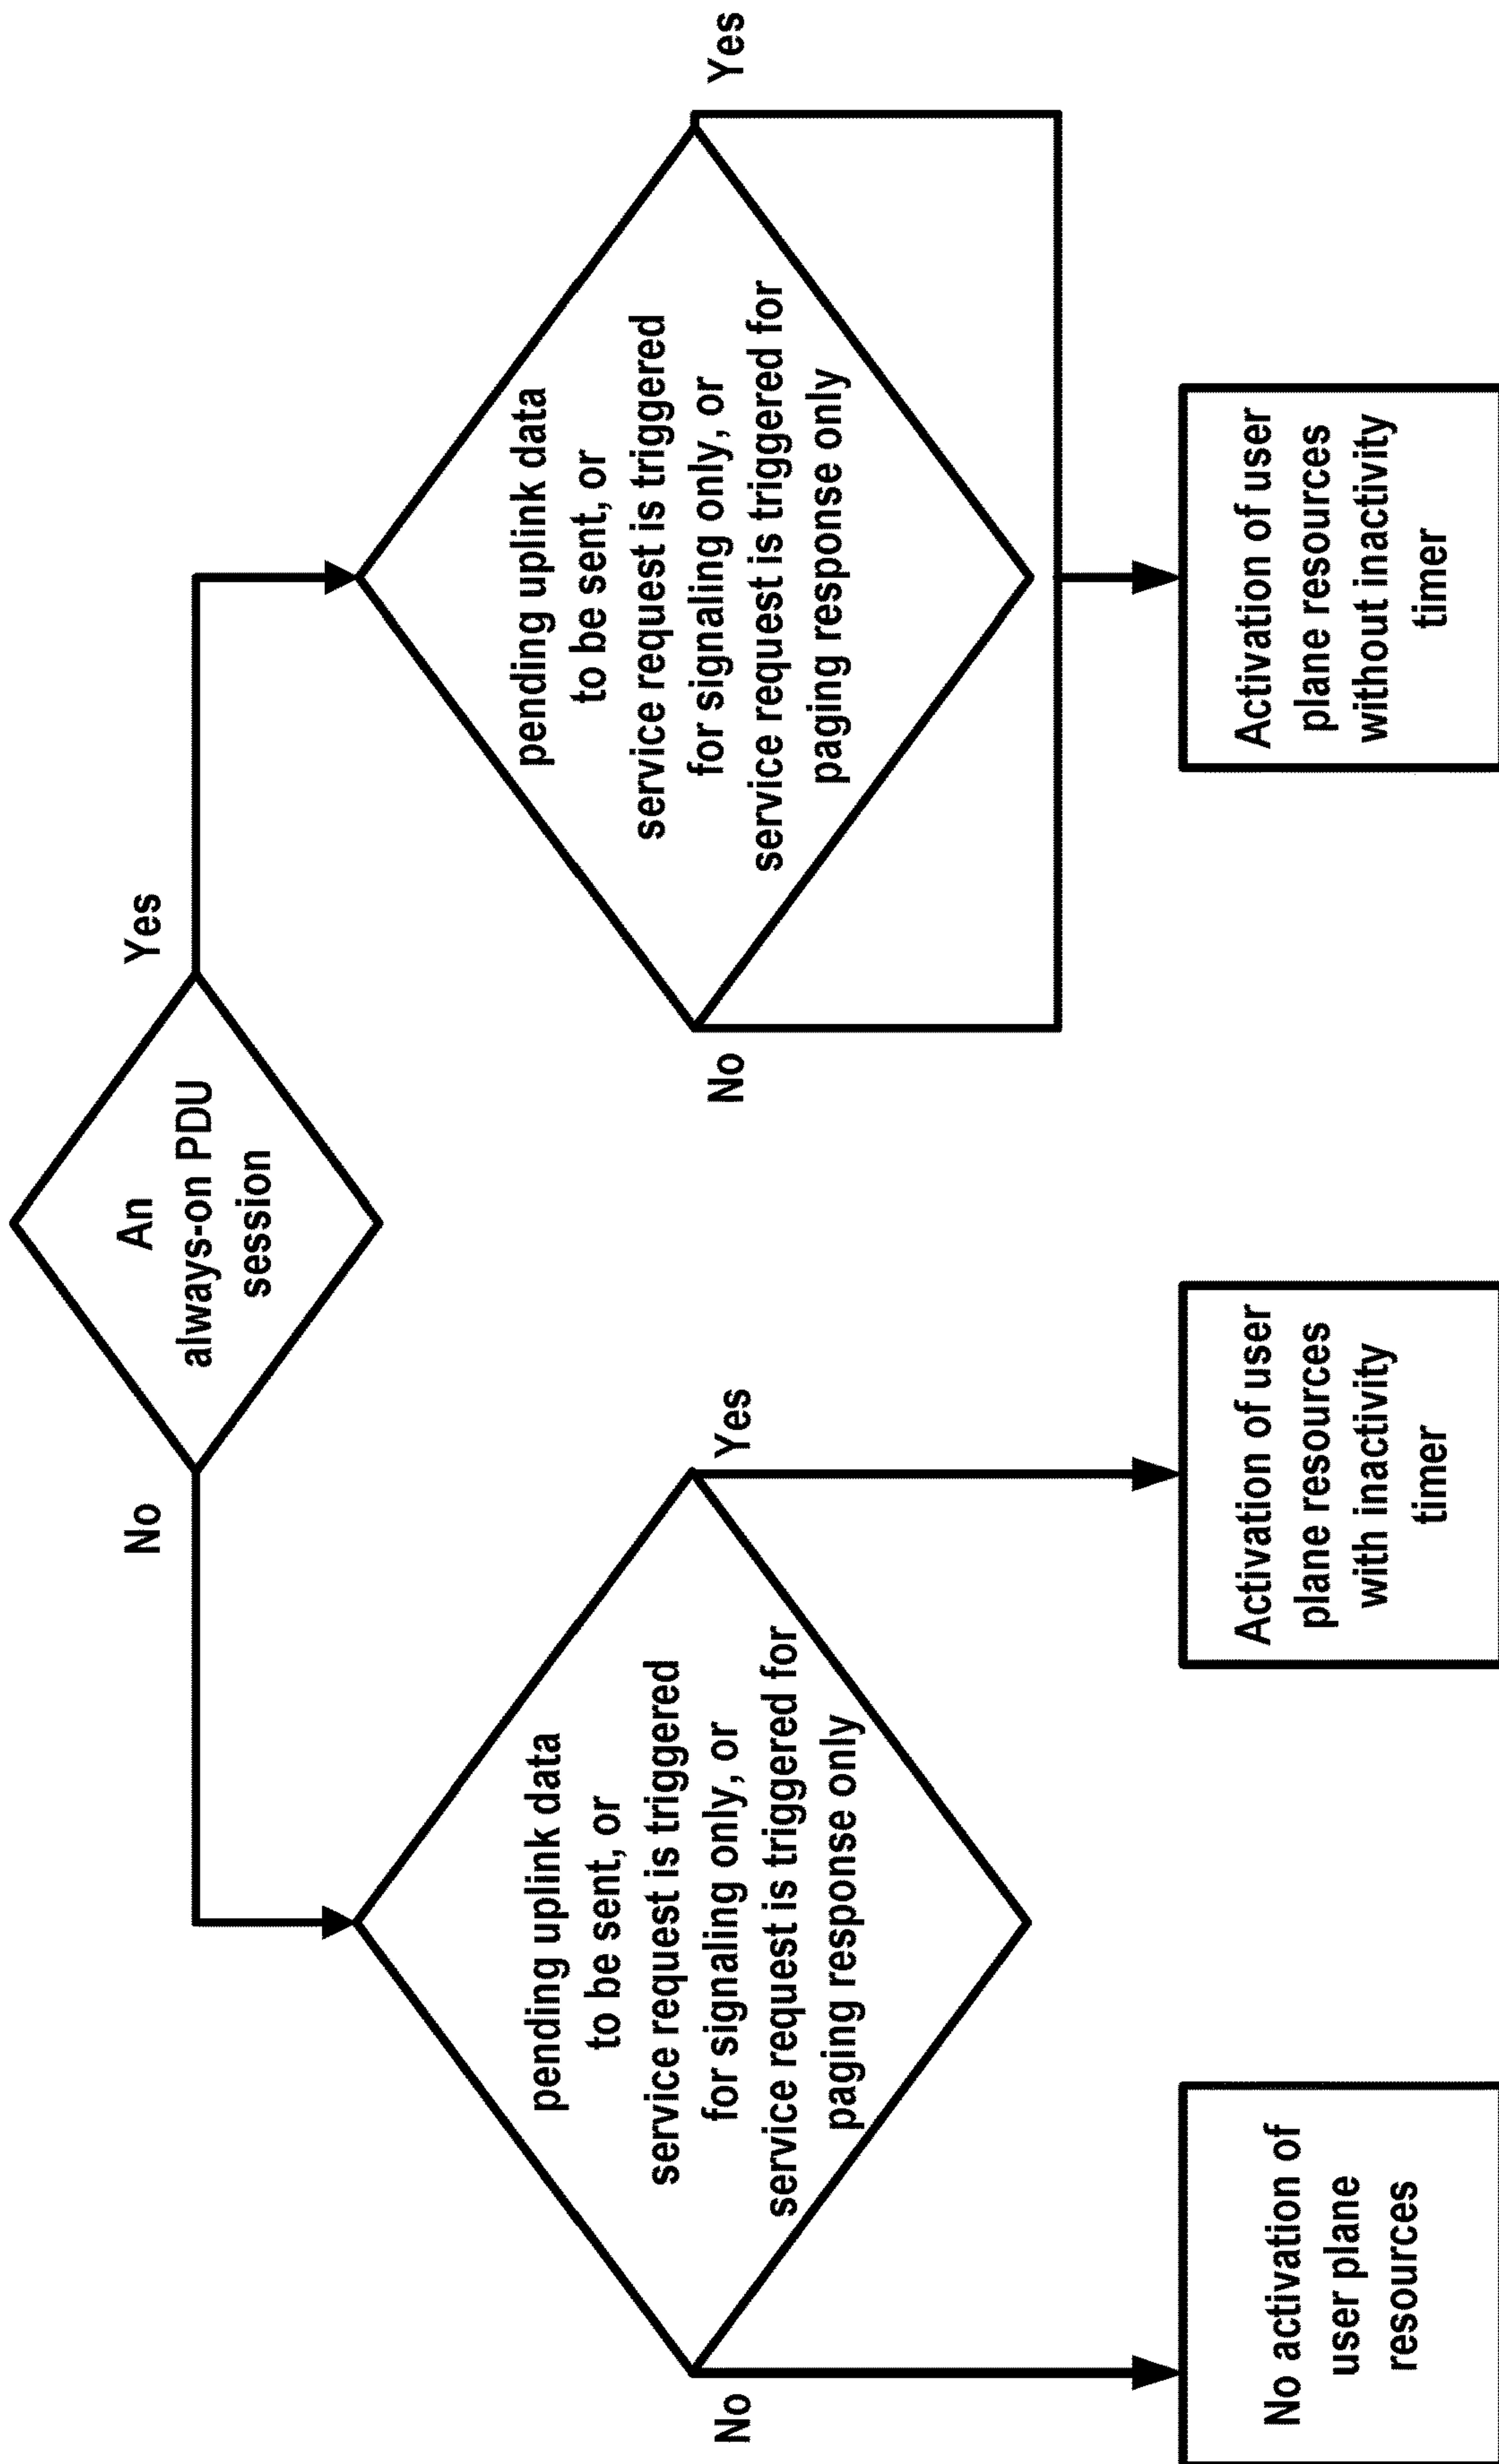 An
always-on PDU
session
No
Yes
pending uplink data
to be sent, or
service request is triggered
for signaling only, or
service request is triggered for
paging response only
No
Yes
pending uplink data
to be sent, or
service request is triggered
for signaling only, or
service request is triggered for
paging response only
No
Yes
No activation of
user plane
resources
Activation of user
plane resources
with inactivity
timer
Activation of user
plane resources
without inactivity
timer